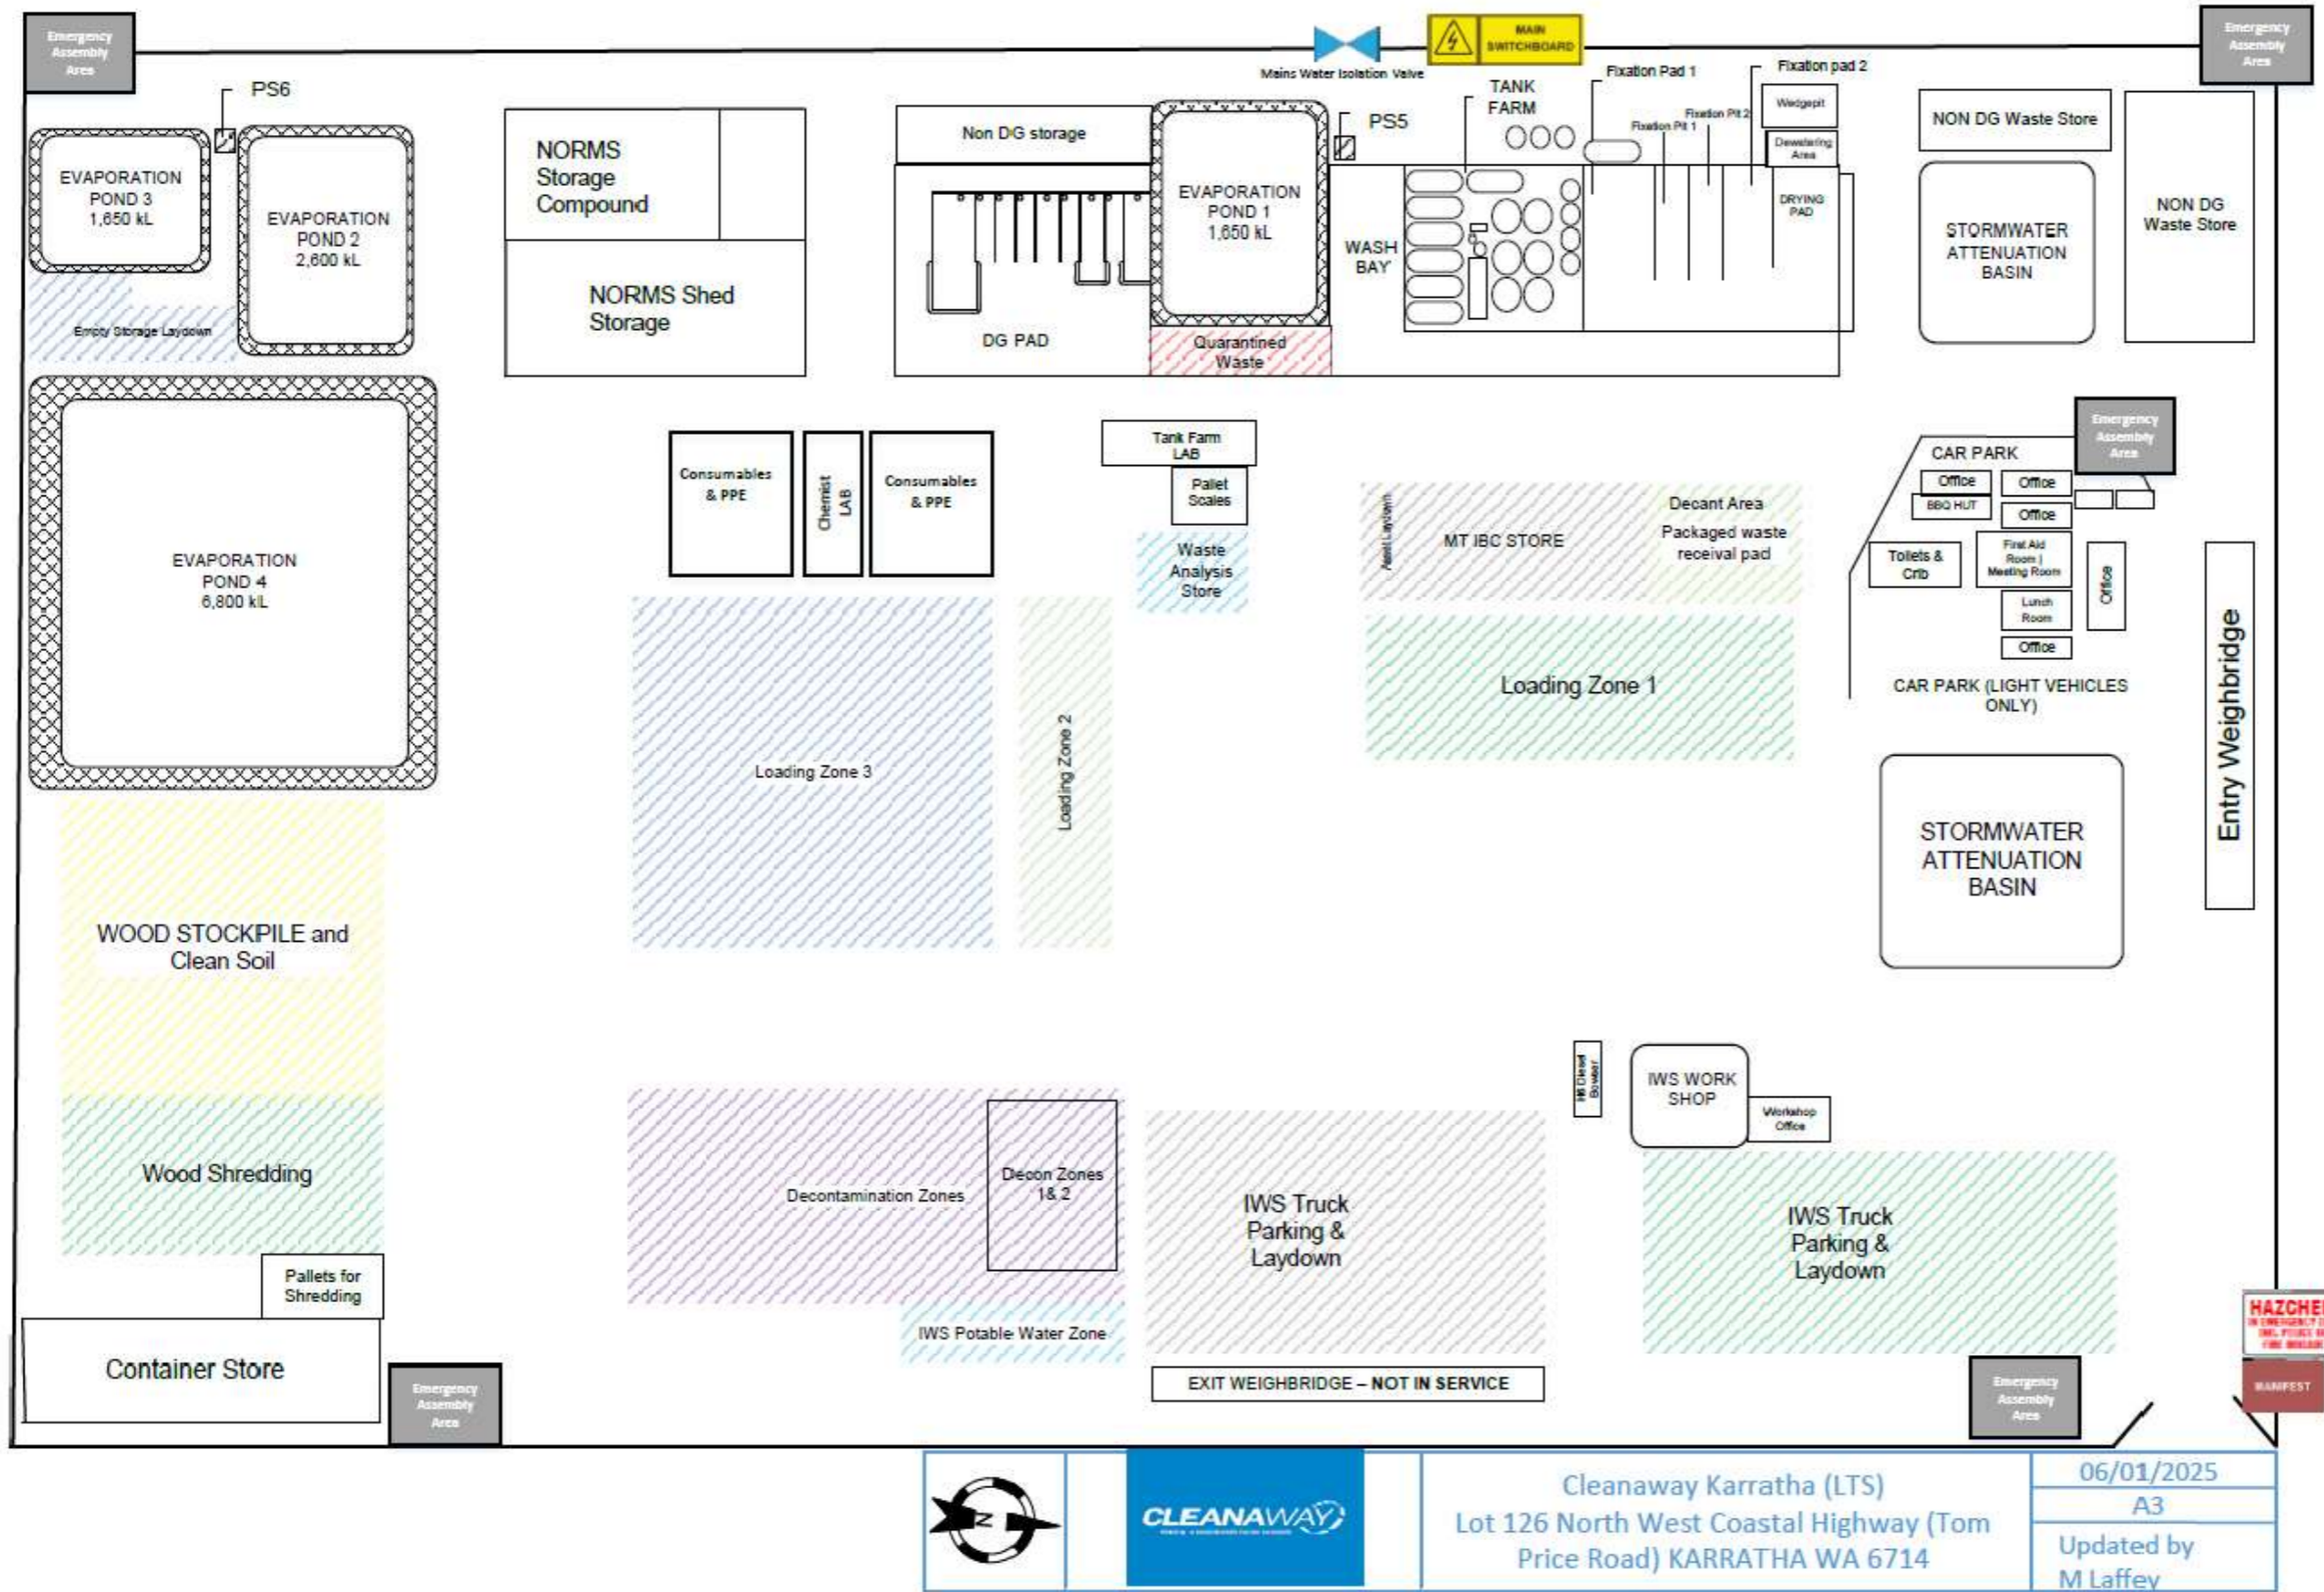 Emergency
Assembly
Area
MAIN
SWITCHBOARD
Mains Water Isolation Valve
Emergency
Assembly
Area
PS6
EVAPORATION
POND 3
1,650 kL
EVAPORATION
POND 2
2,600 kL
Empty Storage Laydown
NORMS
Storage
Compound
NORMS Shed
Storage
Non DG storage
DG PAD
EVAPORATION
POND 1
1,650 kL
Quarantined
Waste
PS5
WASH
BAY
TANK
FARM
Fixation Pad 1
Fixation pad 2
Fixation Pit 1
Fixation Pit 2
Wedgepit
Dewatering
Area
DRYING
PAD
NON DG Waste Store
STORMWATER
ATTENUATION
BASIN
NON DG
Waste Store
EVAPORATION
POND 4
6,800 kL
Consumables
& PPE
Chemist
LAB
Consumables
& PPE
Tank Farm
LAB
Pallet
Scales
Waste
Analysis
Store
Asset Laydown
MT IBC STORE
Decant Area
Packaged waste
receival pad
Emergency
Assembly
Area
CAR PARK
Office
Office
BBQ HUT
Office
Toilets &
Crib
First Aid
Room |
Meeting Room
Office
Lunch
Room
Office
CAR PARK (LIGHT VEHICLES
ONLY)
Entry Weighbridge
Loading Zone 1
Loading Zone 2
Loading Zone 3
STORMWATER
ATTENUATION
BASIN
WOOD STOCKPILE and
Clean Soil
Wood Shredding
Pallets for
Shredding
Container Store
Emergency
Assembly
Area
Decontamination Zones
Decon Zones
1& 2
IWS Potable Water Zone
IWS Truck
Parking &
Laydown
EXIT WEIGHBRIDGE – NOT IN SERVICE
Diesel
Bowser
IWS WORK
SHOP
Workshop
Office
IWS Truck
Parking &
Laydown
Emergency
Assembly
Area
MANIFEST
N
CLEANAWAY
Cleanaway Karratha (LTS)
Lot 126 North West Coastal Highway (Tom
Price Road) KARRATHA WA 6714
06/01/2025
A3
Updated by
M Laffey